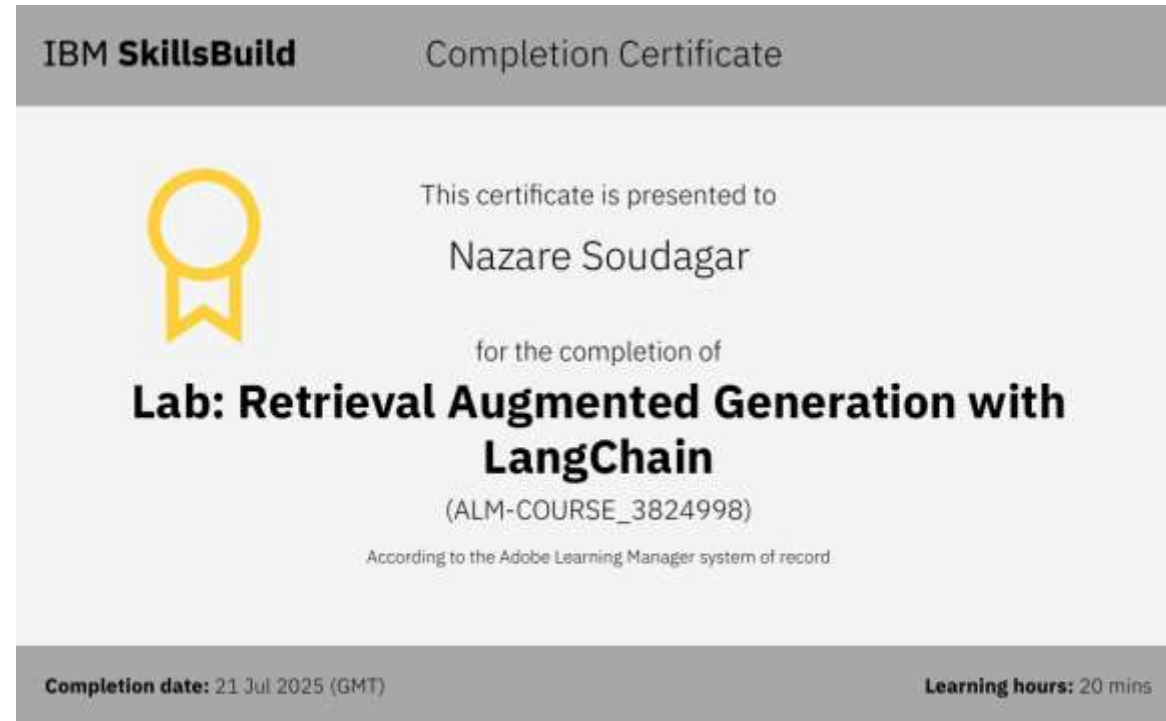 IBM SkillsBuild Completion Certificate
This certificate is presented to
Nazare Soudagar
for the completion of
Lab: Retrieval Augmented Generation with
LangChain
(ALM-COURSE_3824998)
According to the Adobe Learning Manager system of record
Completion date: 21 Jul 2025 (GMT) Learning hours: 20 mins